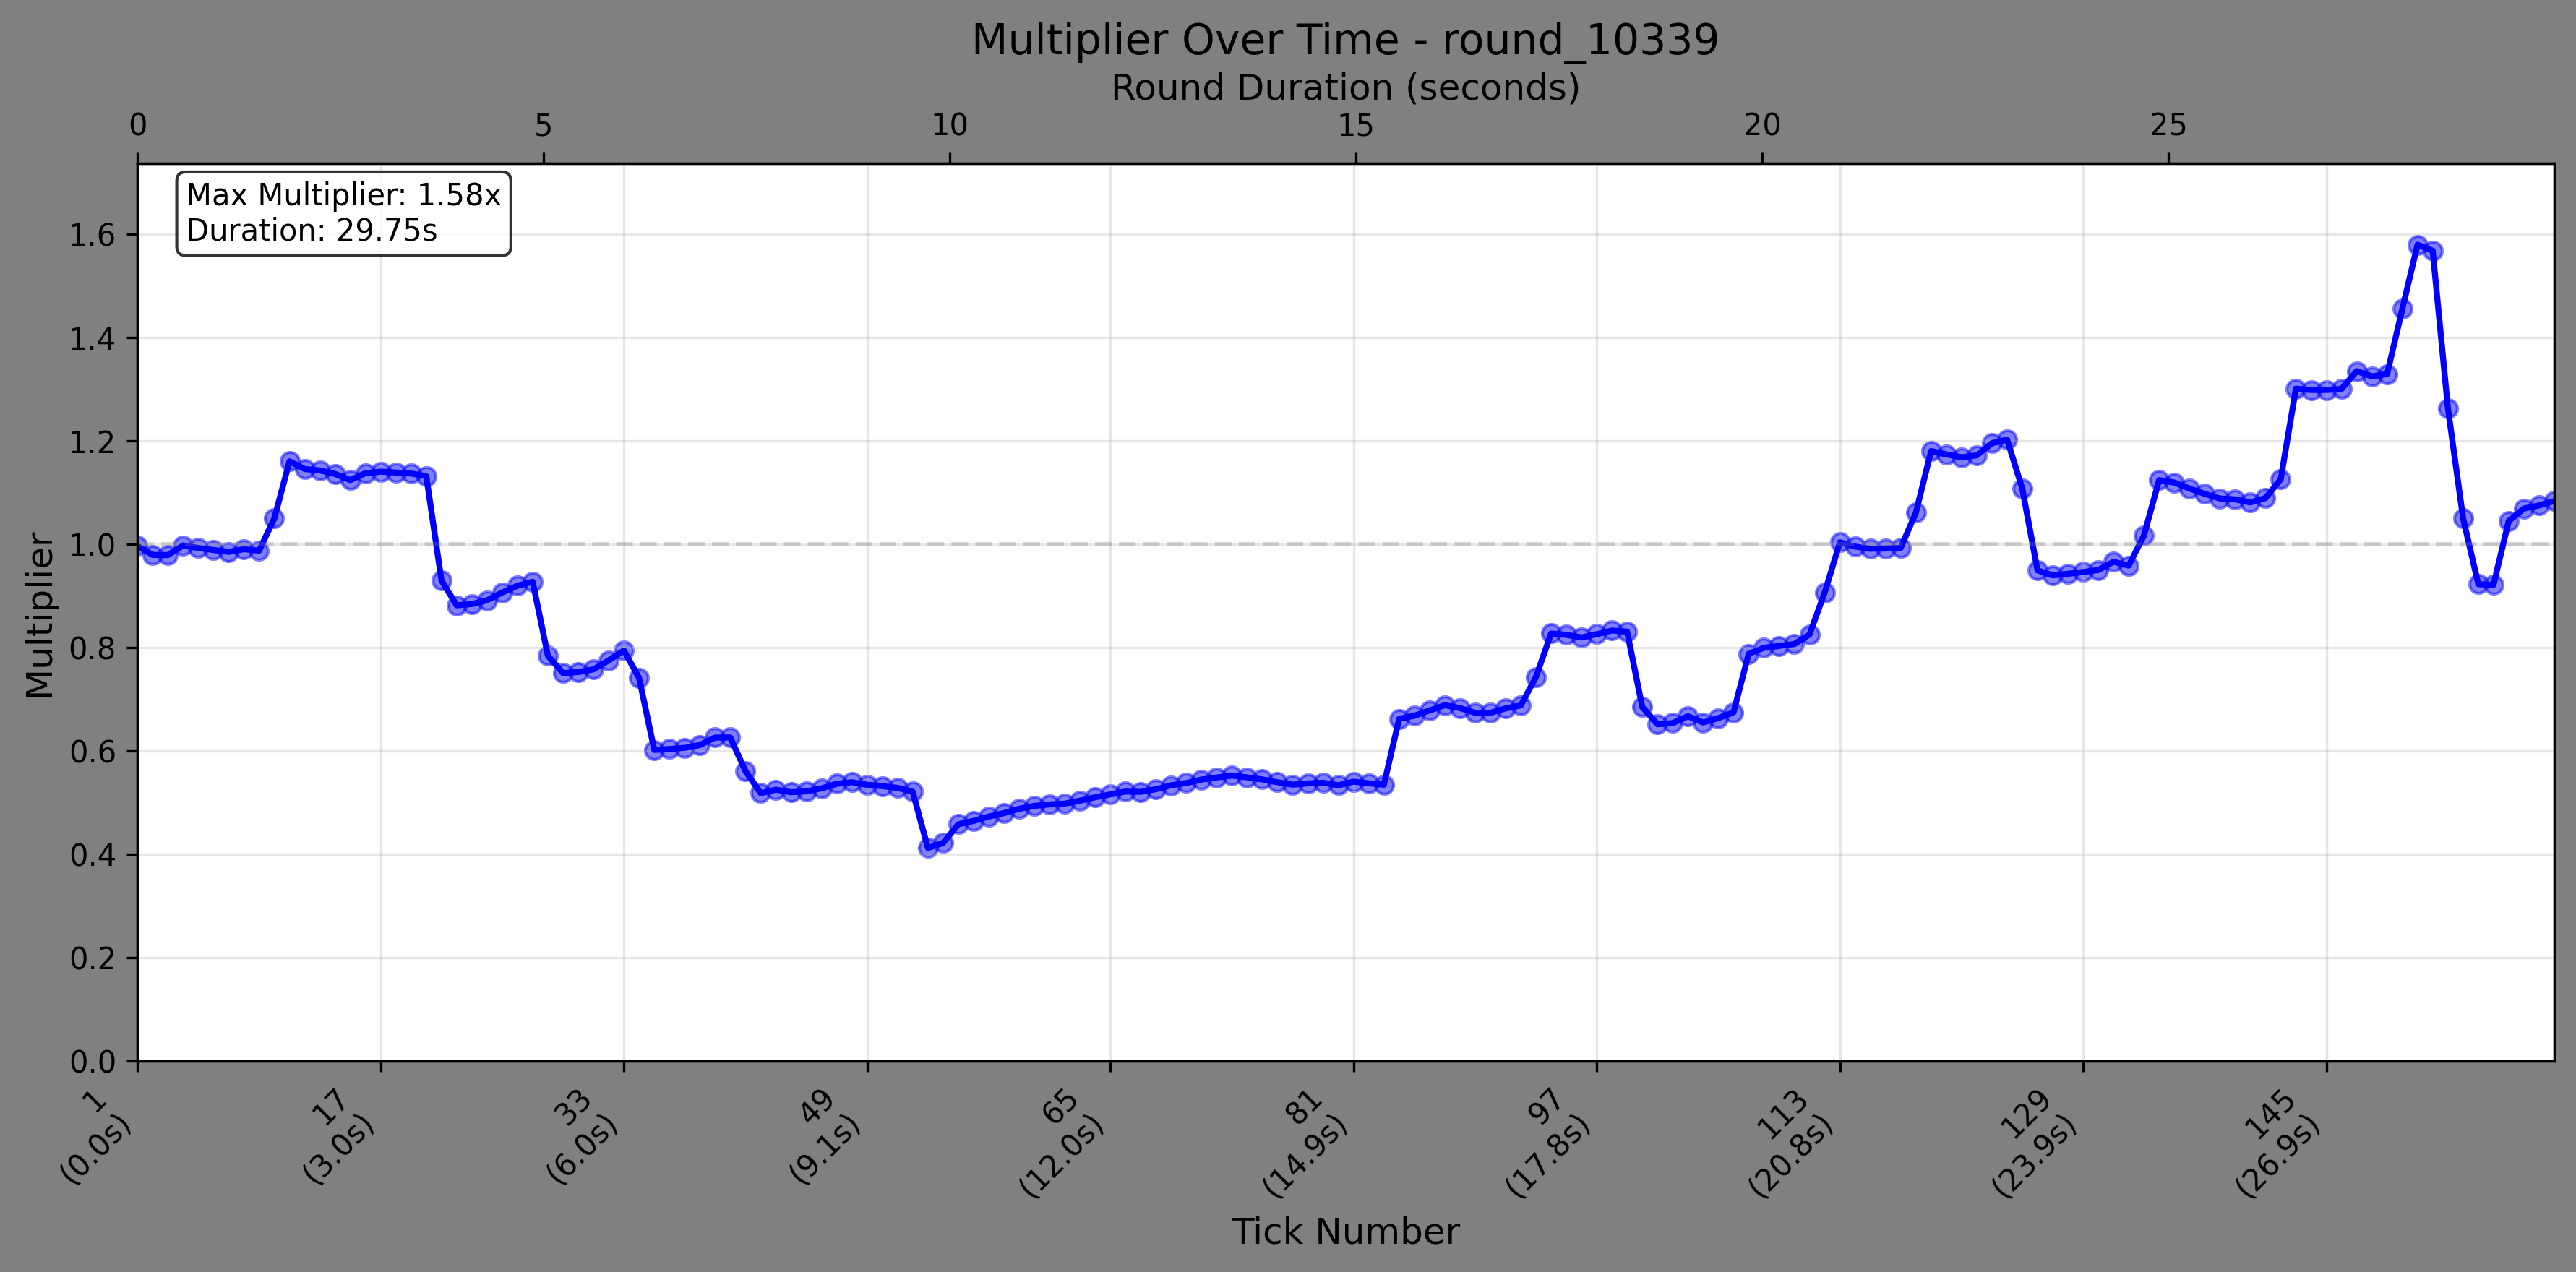 Multiplier Over Time - round_10339
Round Duration (seconds)
0 5 10 15 20 25
Max Multiplier: 1.58x
Duration: 29.75s
Multiplier
1.6
1.4
1.2
1.0
0.8
0.6
0.4
0.2
0.0
1
(0.0s)
17
(3.0s)
33
(6.0s)
49
(9.1s)
65
(12.0s)
81
(14.9s)
97
(17.8s)
113
(20.8s)
129
(23.9s)
145
(26.9s)
Tick Number